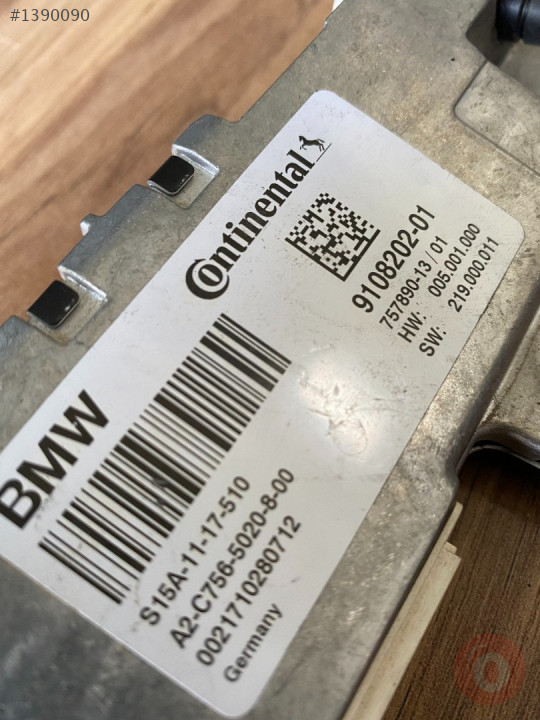 #1390090
Continental
9108202-01
757890-13 / 01
HW: 005.001.000
SW: 219.000.011
BMW
S15A-11-17-510
A2-C756-5020-8-00
0021710280712
Germany